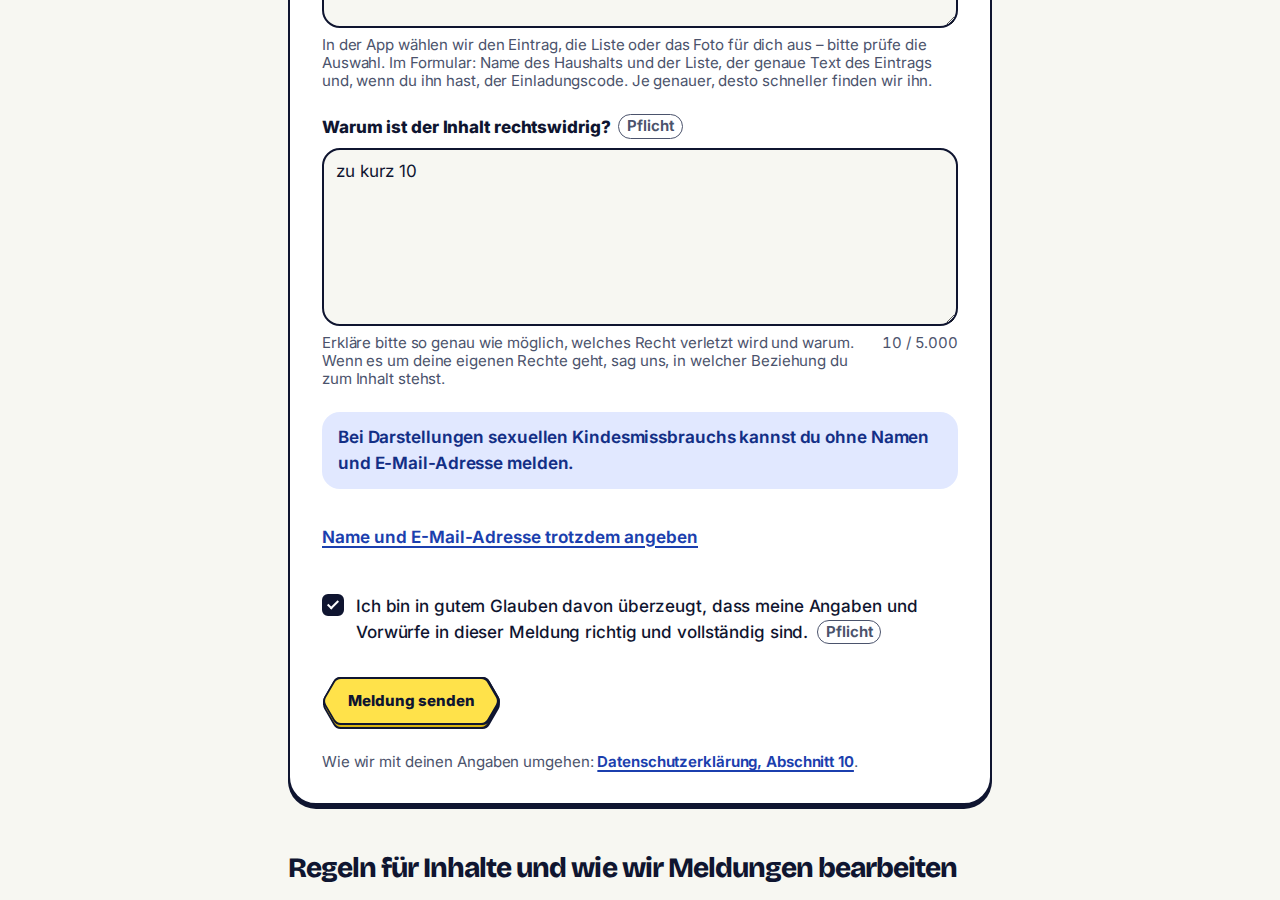 In der App wählen wir den Eintrag, die Liste oder das Foto für dich aus – bitte prüfe die
Auswahl. Im Formular: Name des Haushalts und der Liste, der genaue Text des Eintrags
und, wenn du ihn hast, der Einladungscode. Je genauer, desto schneller finden wir ihn.
Warum ist der Inhalt rechtswidrig? Pflicht
zu kurz 10
Erkläre bitte so genau wie möglich, welches Recht verletzt wird und warum. 10 / 5.000
Wenn es um deine eigenen Rechte geht, sag uns, in welcher Beziehung du
zum Inhalt stehst.
Bei Darstellungen sexuellen Kindesmissbrauchs kannst du ohne Namen
und E-Mail-Adresse melden.
Name und E-Mail-Adresse trotzdem angeben
Ich bin in gutem Glauben davon überzeugt, dass meine Angaben und
Vorwürfe in dieser Meldung richtig und vollständig sind. Pflicht
Meldung senden
Wie wir mit deinen Angaben umgehen: Datenschutzerklärung, Abschnitt 10.
Regeln für Inhalte und wie wir Meldungen bearbeiten